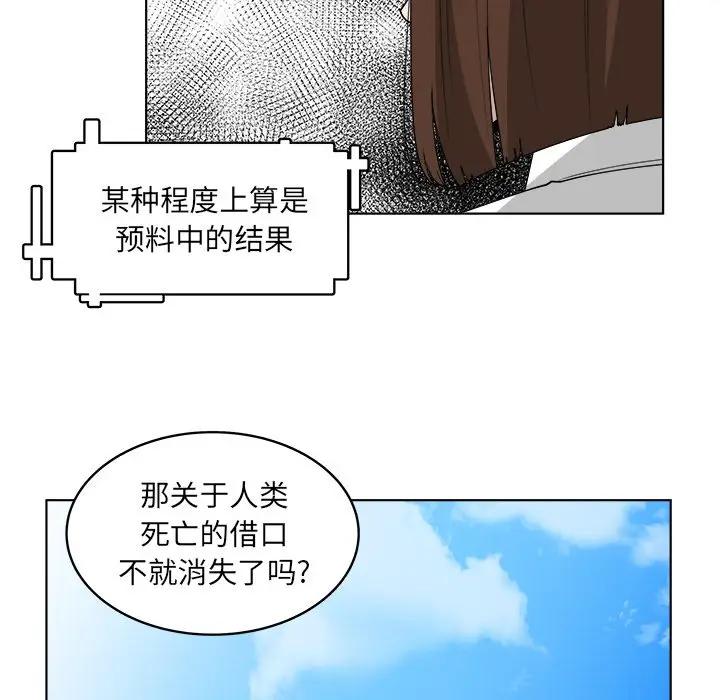 某种程度上算是
预料中的结果
那关于人类
死亡的借口
不就消失了吗?